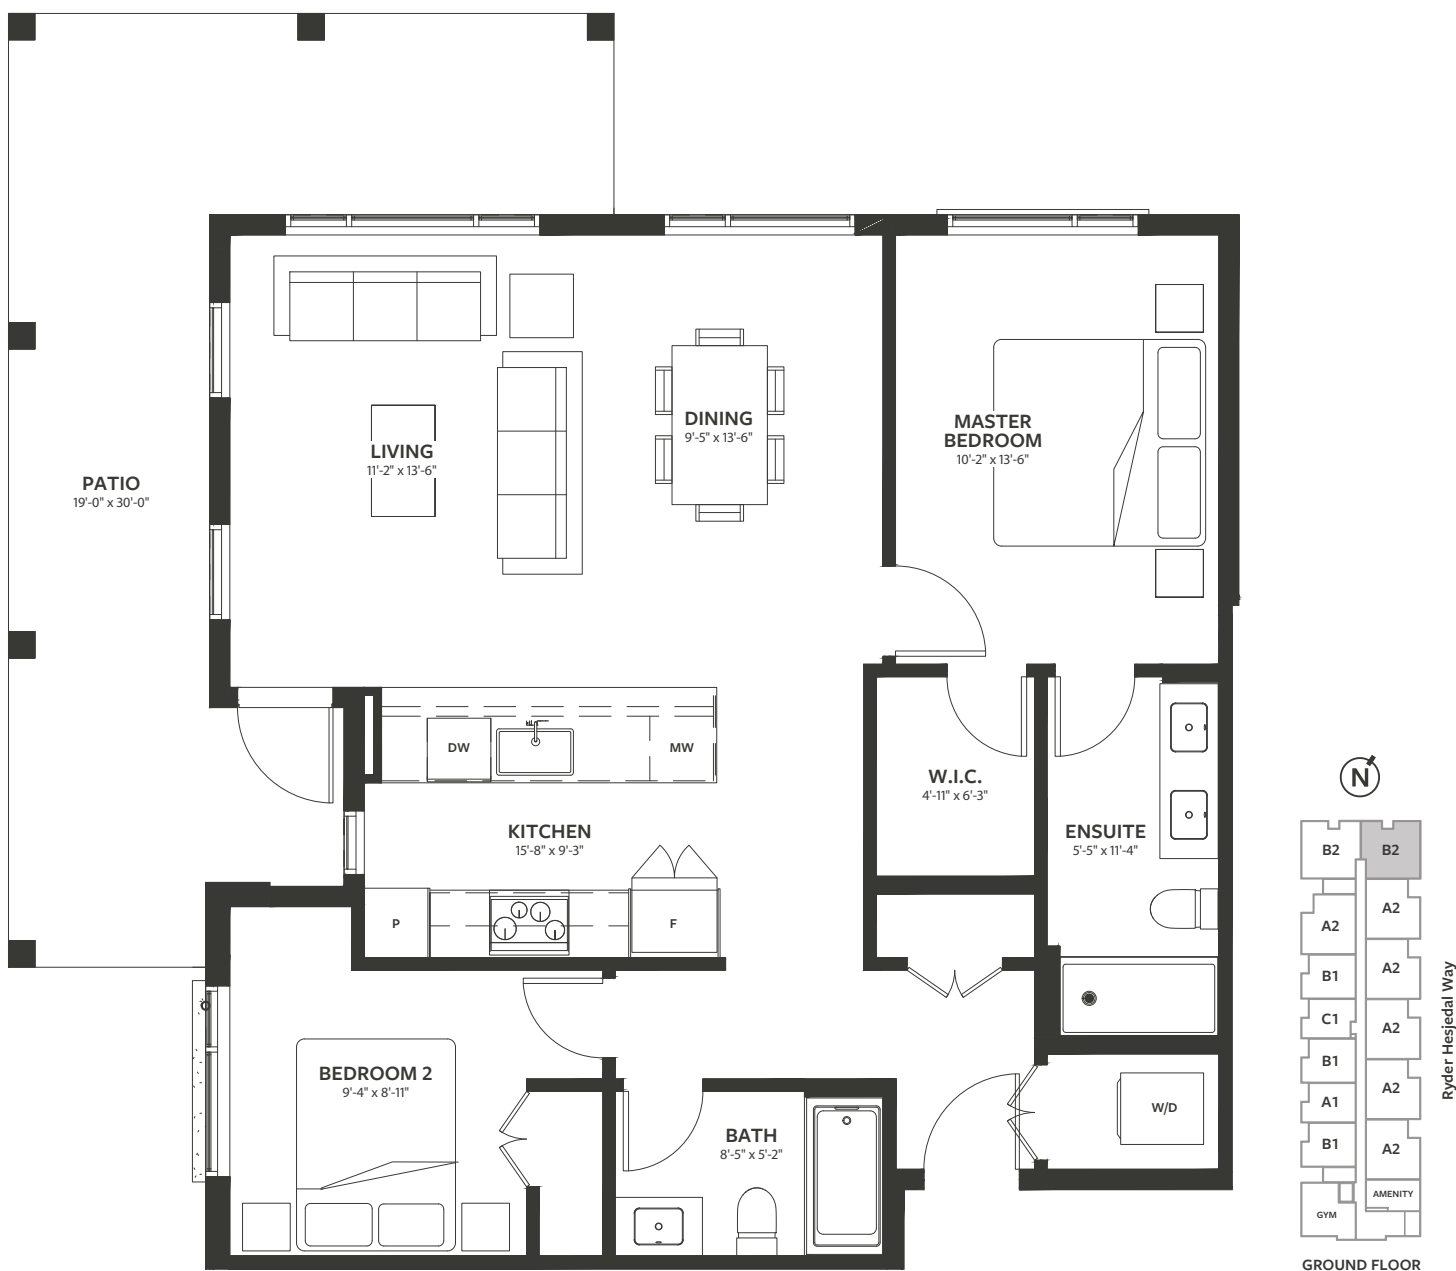 PATIO
19'-0" x 30'-0"
LIVING
11'-2" x 13'-6"
DINING
9'-5" x 13'-6"
MASTER
BEDROOM
10'-2" x 13'-6"
DW
MW
W.I.C.
4'-11" x 6'-3"
KITCHEN
15'-8" x 9'-3"
ENSUITE
5'-5" x 11'-4"
P
F
BEDROOM 2
9'-4" x 8'-11"
BATH
8'-5" x 5'-2"
W/D
N
B2
B2
A2
A2
B1
A2
C1
A2
B1
A2
A1
B1
A2
AMENITY
GYM
Ryder Hesjedal Way
GROUND FLOOR